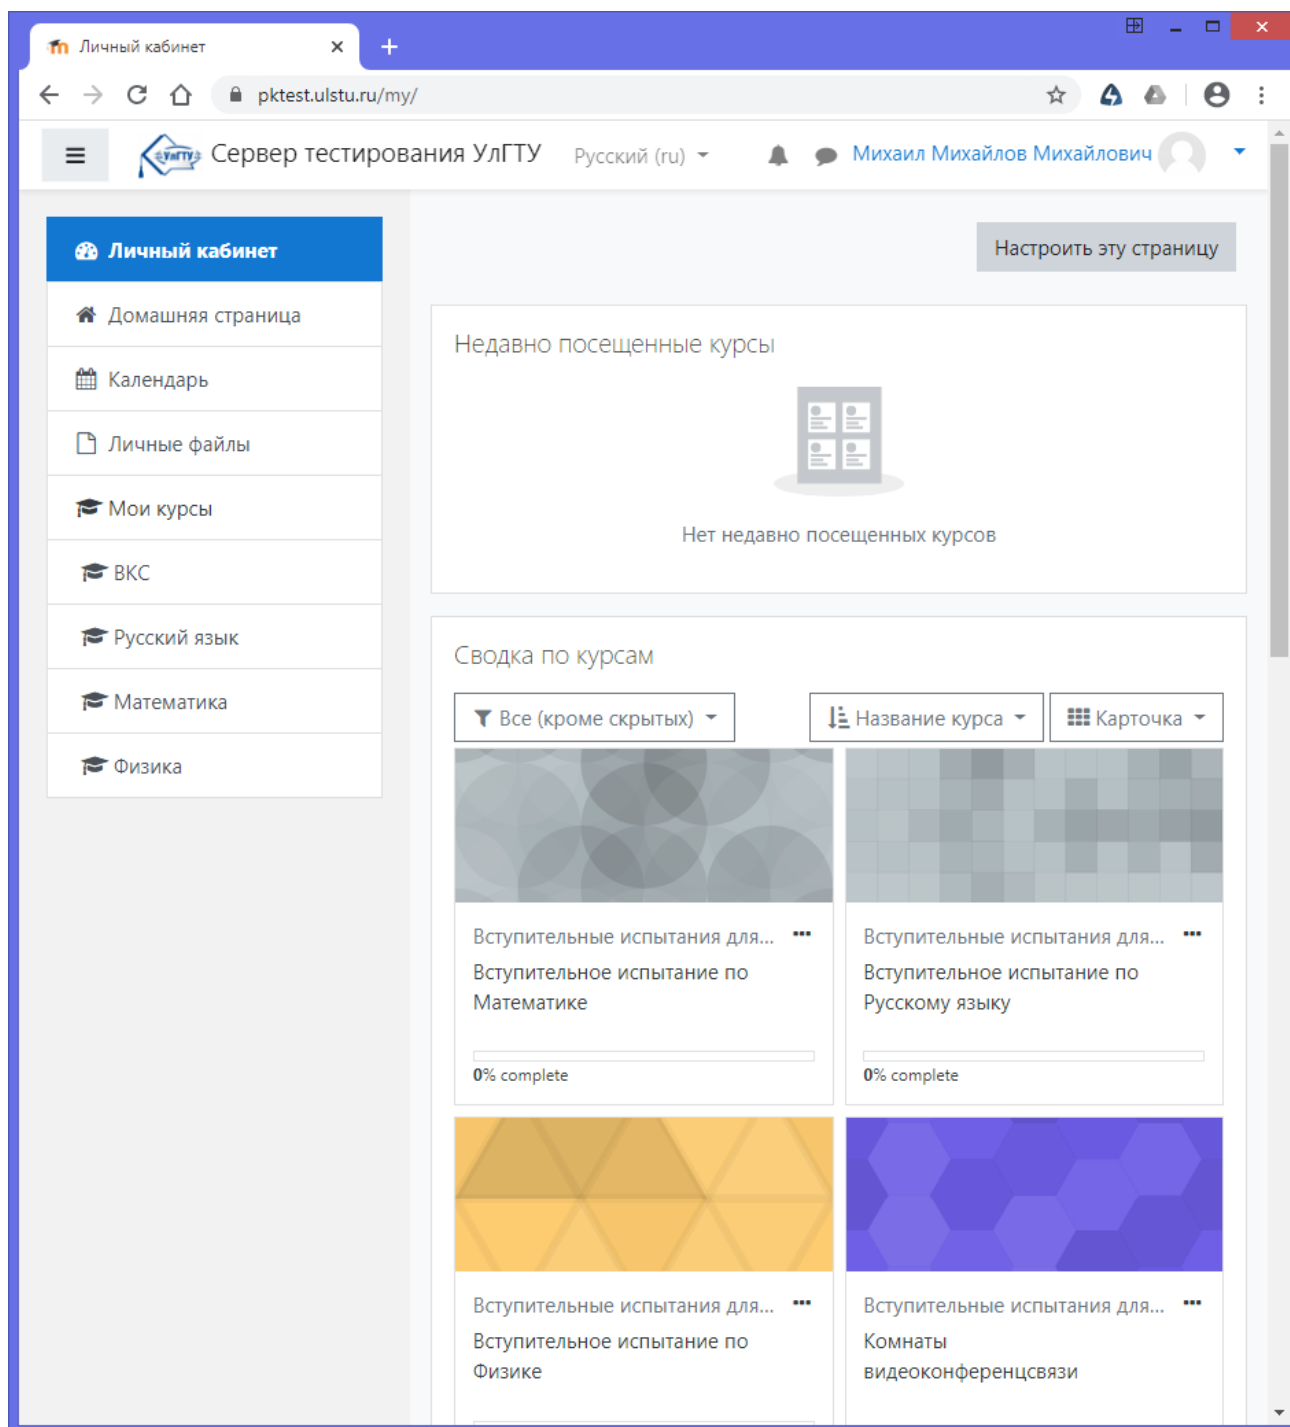 Личный кабинет
pktest.ulstu.ru/my/
УлГТУ
Сервер тестирования УлГТУ
Русский (ru)
Михаил Михайлов Михайлович
Личный кабинет
Домашняя страница
Календарь
Личные файлы
Мои курсы
ВКС
Русский язык
Математика
Физика
Настроить эту страницу
Недавно посещенные курсы
Нет недавно посещенных курсов
Сводка по курсам
Все (кроме скрытых)
Название курса
Карточка
Вступительные испытания для...
Вступительное испытание по
Математике
0% complete
Вступительные испытания для...
Вступительное испытание по
Русскому языку
0% complete
Вступительные испытания для...
Вступительное испытание по
Физике
Вступительные испытания для...
Комнаты
видеоконференцсвязи